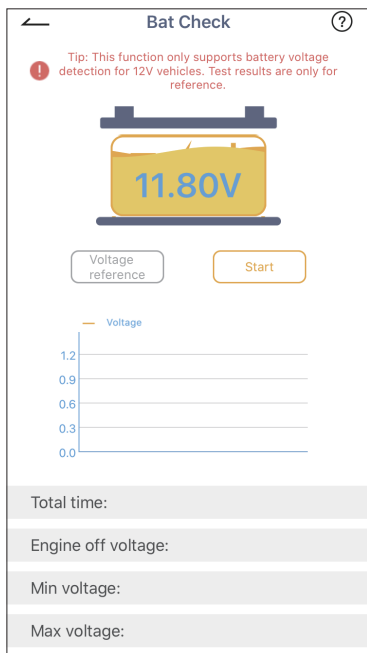 Bat Check
?
Tip: This function only supports battery voltage
detection for 12V vehicles. Test results are only for
reference.
!
11.80V
Voltage
reference
Start
Voltage
1.2
0.9
0.6
0.3
0.0
Total time:
Engine off voltage:
Min voltage:
Max voltage: